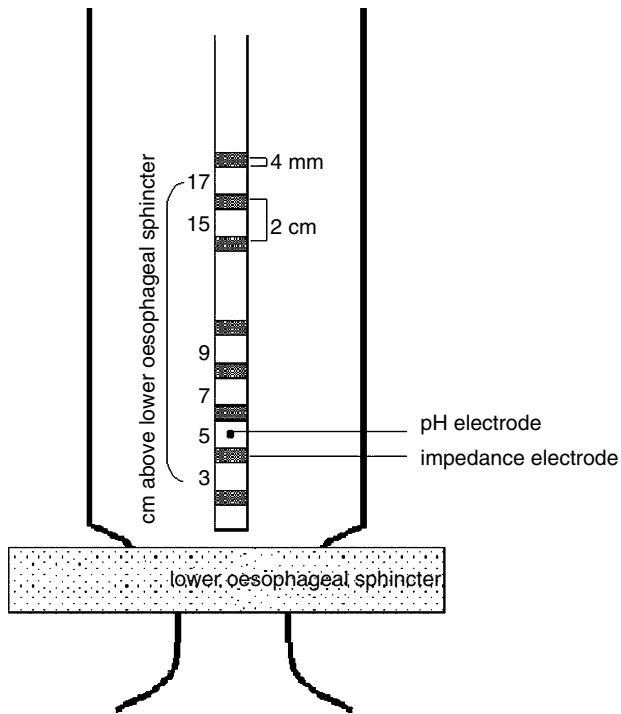 4 mm
17
15
2 cm
cm above lower oesophageal sphincter
9
7
5
3
pH electrode
impedance electrode
lower oesophageal sphincter